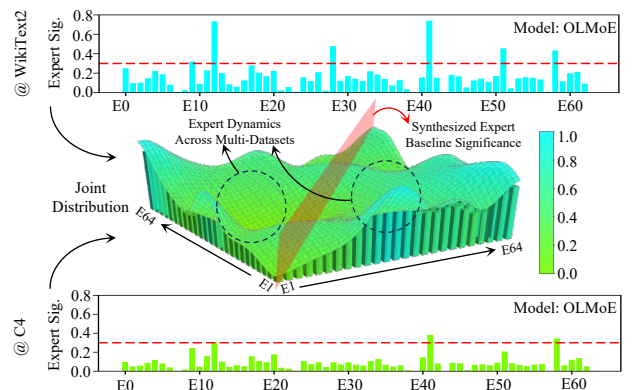 @ WikiText2
Expert Sig.
0.8
0.6
0.4
0.2
0.0
Model: OLMoE
E0 E10 E20 E30 E40 E50 E60
Expert Dynamics
Across Multi-Datasets
Synthesized Expert
Baseline Significance
Joint
Distribution
E64
E1
E1
E64
1.0
0.8
0.6
0.4
0.2
0.0
@ C4
Expert Sig.
0.8
0.6
0.4
0.2
0.0
Model: OLMoE
E0 E10 E20 E30 E40 E50 E60